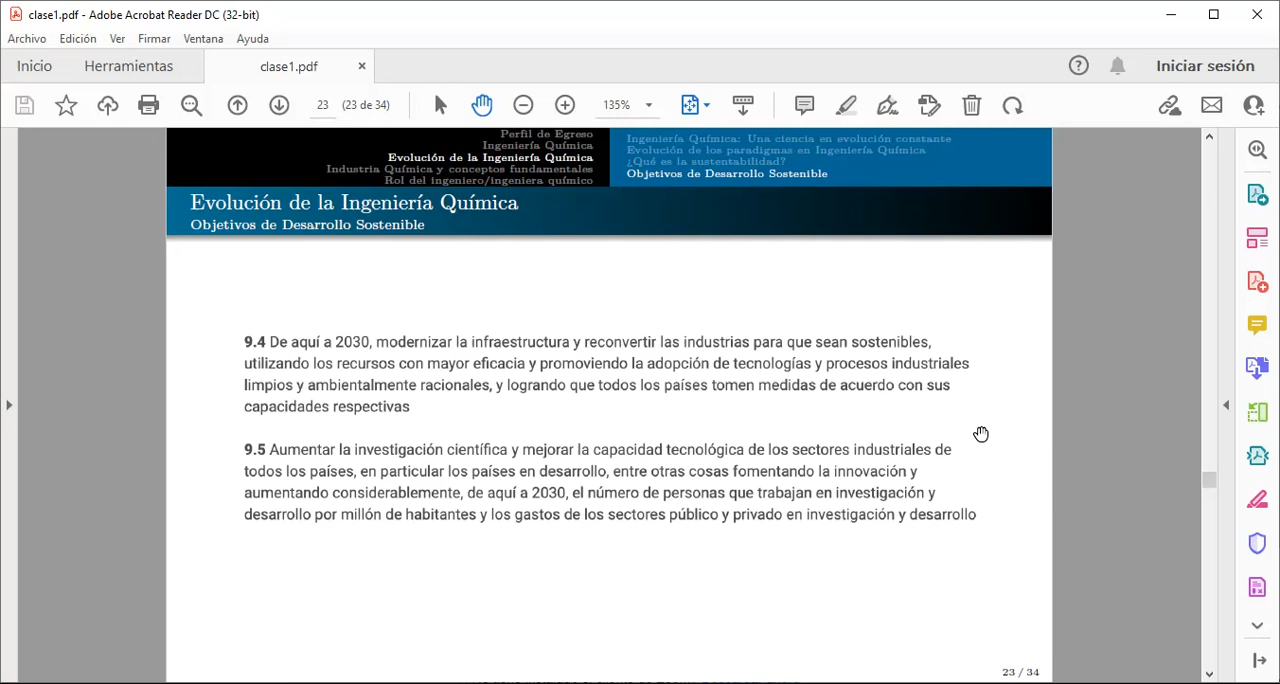 clase1.pdf - Adobe Acrobat Reader DC (32-bit)
Archivo Edición Ver Firmar Ventana Ayuda
Inicio Herramientas clase1.pdf × Iniciar sesión
23 (23 de 34) 135%
Perfil de Egreso
Ingeniería Química
Evolución de la Ingeniería Química
Industria Química y conceptos fundamentales
Rol del ingeniero/ingeniera químico
Ingeniería Química: Una ciencia en evolución constante
Evolución de los paradigmas en Ingeniería Química
¿Qué es la sustentabilidad?
Objetivos de Desarrollo Sostenible
Evolución de la Ingeniería Química
Objetivos de Desarrollo Sostenible
9.4 De aquí a 2030, modernizar la infraestructura y reconvertir las industrias para que sean sostenibles,
utilizando los recursos con mayor eficacia y promoviendo la adopción de tecnologías y procesos industriales
limpios y ambientalmente racionales, y logrando que todos los países tomen medidas de acuerdo con sus
capacidades respectivas
9.5 Aumentar la investigación científica y mejorar la capacidad tecnológica de los sectores industriales de
todos los países, en particular los países en desarrollo, entre otras cosas fomentando la innovación y
aumentando considerablemente, de aquí a 2030, el número de personas que trabajan en investigación y
desarrollo por millón de habitantes y los gastos de los sectores público y privado en investigación y desarrollo
23 / 34